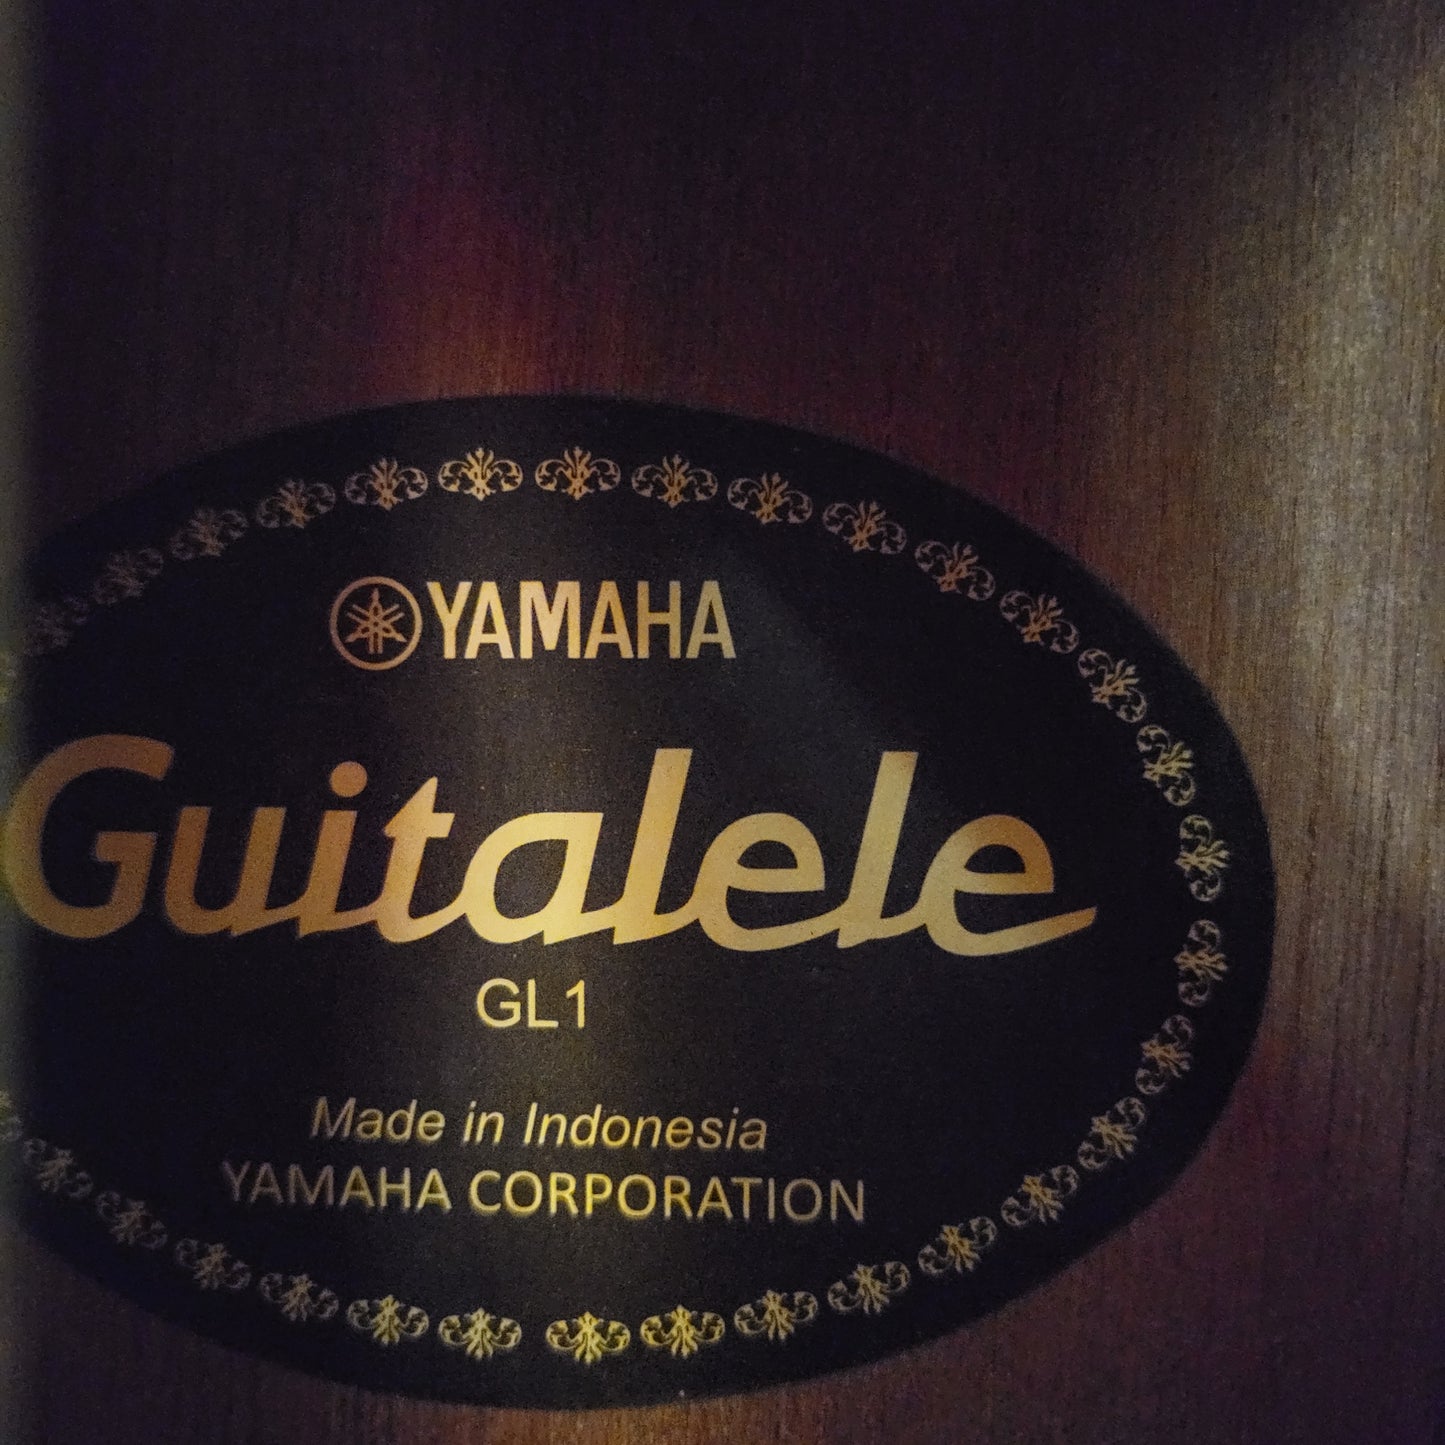 YAMAHA
Guitalele
GL1
Made in Indonesia
YAMAHA CORPORATION